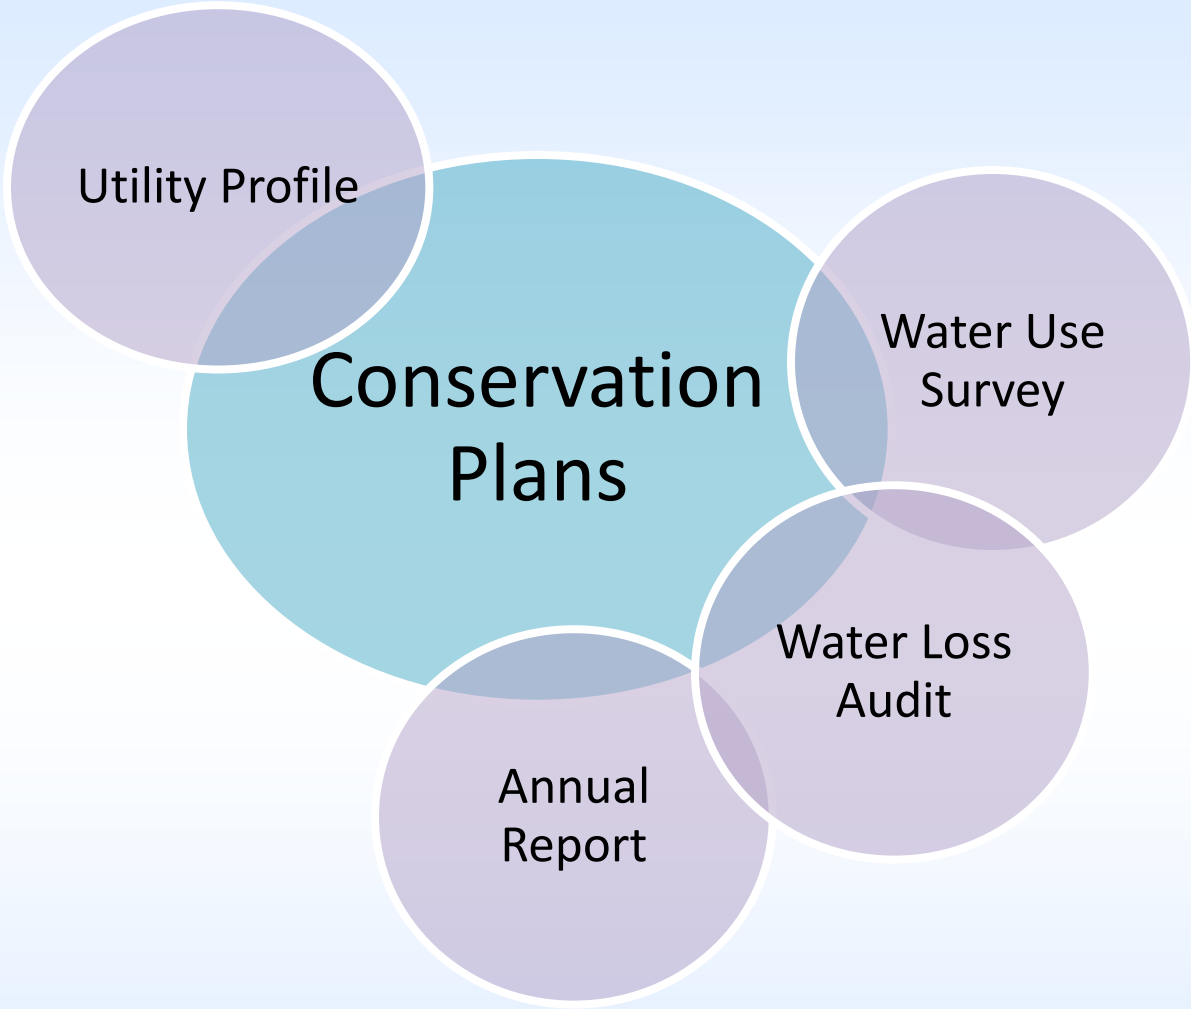 Utility Profile
Conservation
Plans
Water Use
Survey
Water Loss
Audit
Annual
Report